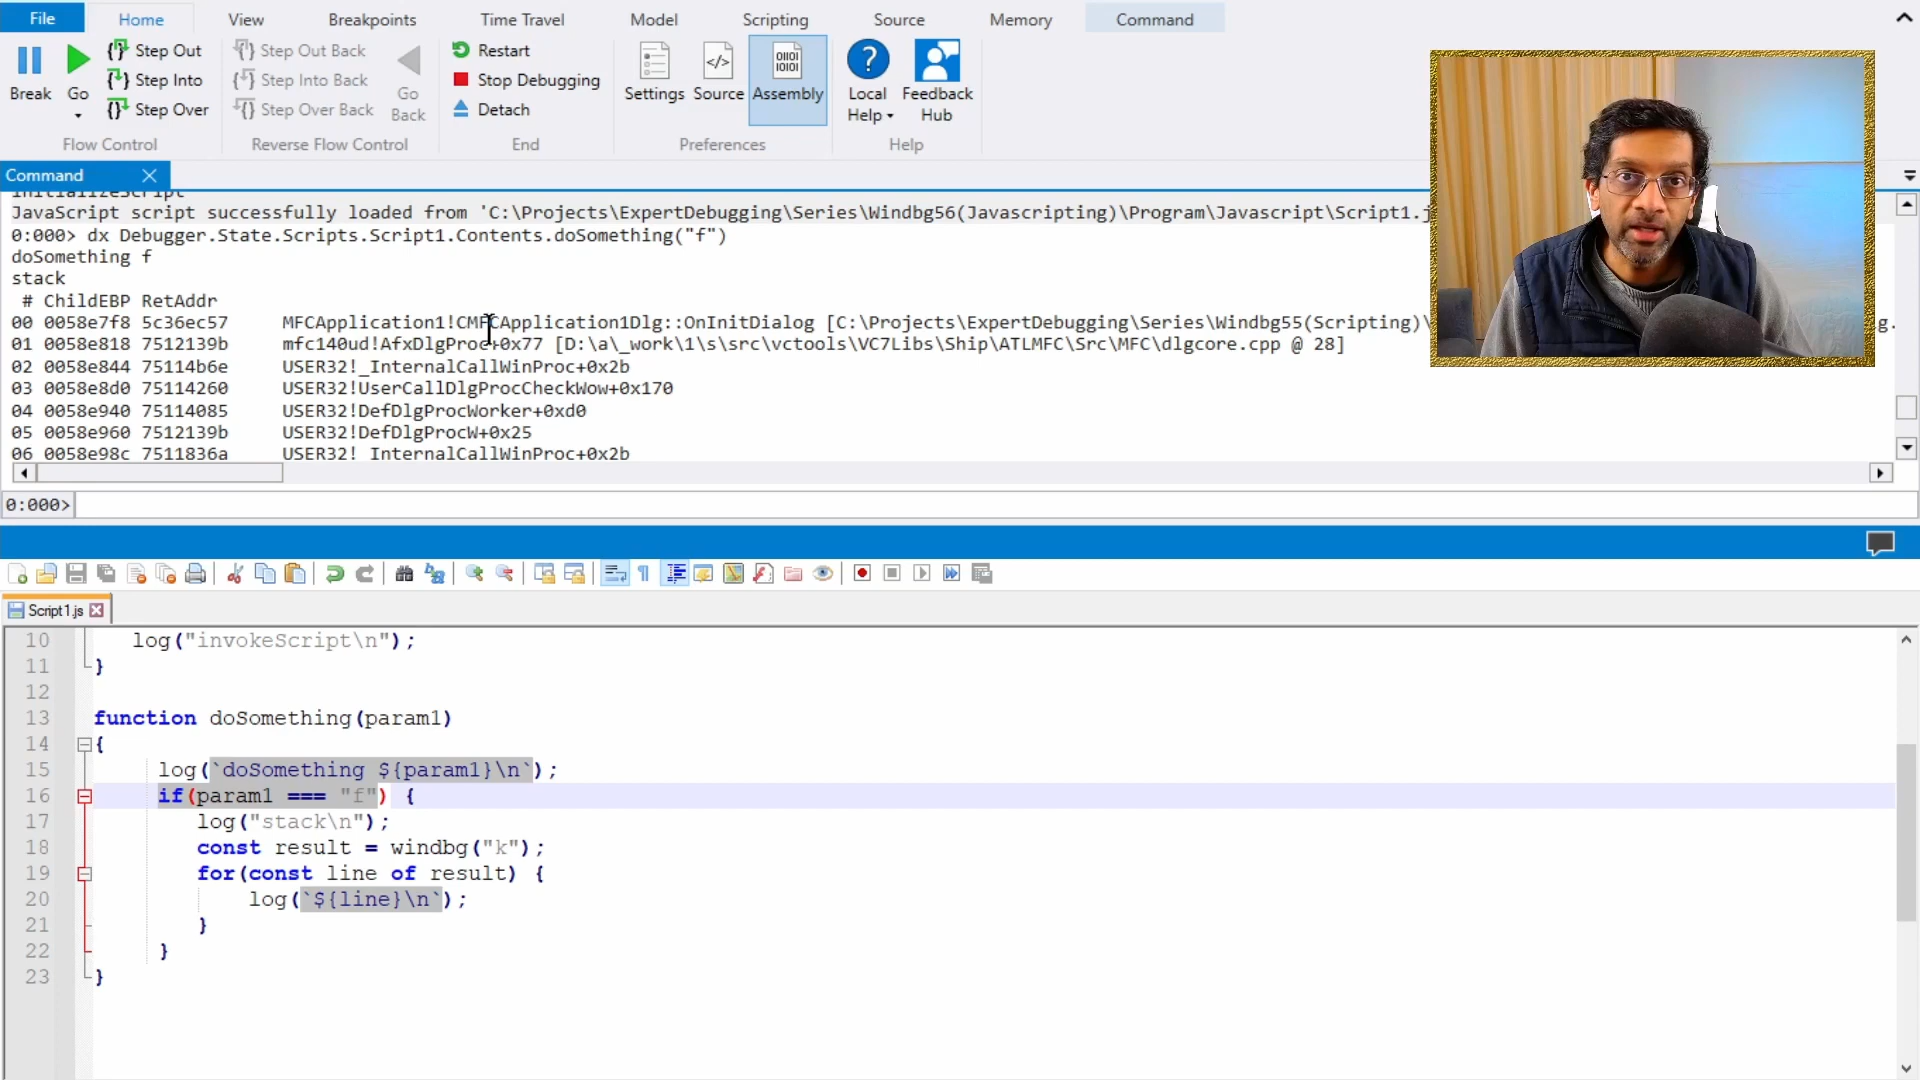 File Home View Breakpoints Time Travel Model Scripting Source Memory Command
Step Out Step Out Back Restart
Step Into Step Into Back Stop Debugging
Break Go Go Back Settings Source Assembly Local Help Feedback Hub
Step Over Step Over Back Detach
Flow Control Reverse Flow Control End Preferences Help
Command
InitializeScript
JavaScript script successfully loaded from 'C:\Projects\ExpertDebugging\Series\Windbg56(Javascripting)\Program\Javascript\Script1.j
0:000> dx Debugger.State.Scripts.Script1.Contents.doSomething("f")
doSomething f
stack
# ChildEBP RetAddr
00 0058e7f8 5c36ec57 MFCApplication1!CMFCApplication1Dlg::OnInitDialog [C:\Projects\ExpertDebugging\Series\Windbg55(Scripting)\
01 0058e818 7512139b mfc140ud!AfxDlgProc+0x77 [D:\a\_work\1\s\src\vctools\VC7Libs\Ship\ATLMFC\Src\MFC\dlgcore.cpp @ 28]
02 0058e844 75114b6e USER32!_InternalCallWinProc+0x2b
03 0058e8d0 75114260 USER32!UserCallDlgProcCheckWow+0x170
04 0058e940 75114085 USER32!DefDlgProcWorker+0xd0
05 0058e960 7512139b USER32!DefDlgProcW+0x25
06 0058e98c 7511836a USER32!_InternalCallWinProc+0x2b
0:000>
Script1.js
10 log("invokeScript\n");
11 }
12
13 function doSomething(param1)
14 {
15 log(`doSomething ${param1}\n`);
16 if(param1 === "f") {
17 log("stack\n");
18 const result = windbg("k");
19 for(const line of result) {
20 log(`${line}\n`);
21 }
22 }
23 }